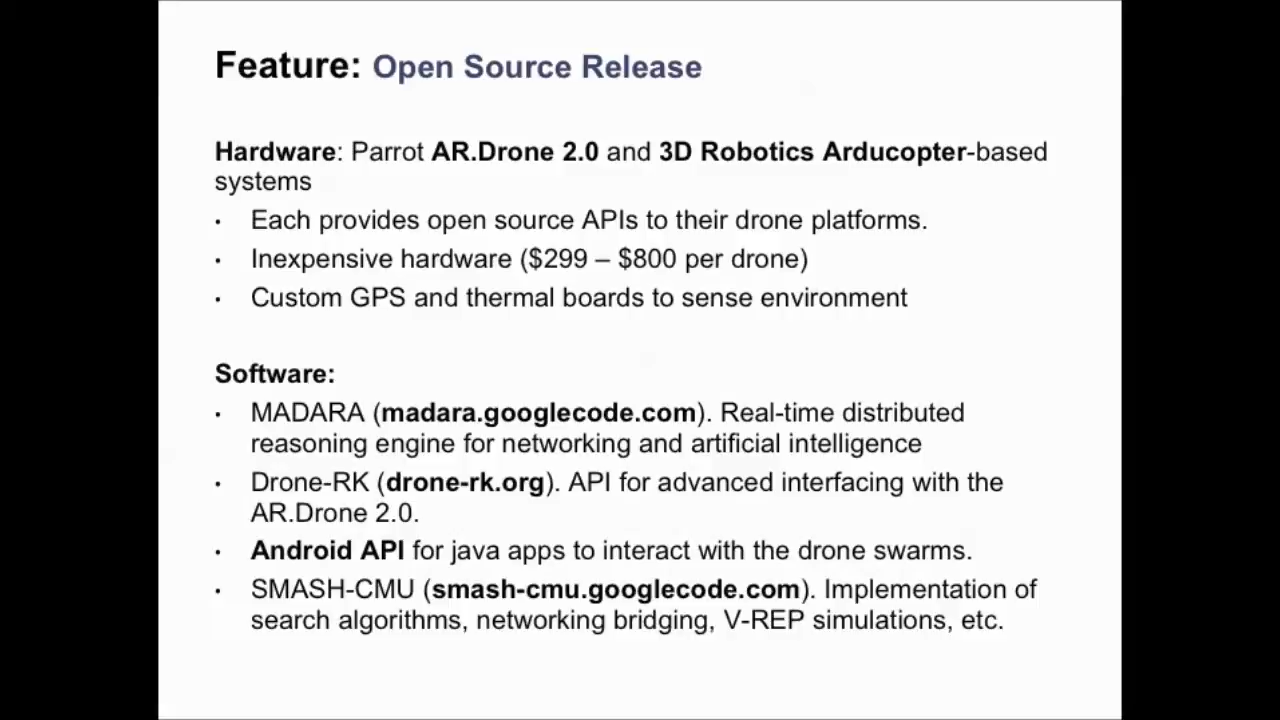 Feature: Open Source Release
Hardware: Parrot AR.Drone 2.0 and 3D Robotics Arducopter-based
systems
• Each provides open source APIs to their drone platforms.
• Inexpensive hardware ($299 – $800 per drone)
• Custom GPS and thermal boards to sense environment
Software:
• MADARA (madara.googlecode.com). Real-time distributed
reasoning engine for networking and artificial intelligence
• Drone-RK (drone-rk.org). API for advanced interfacing with the
AR.Drone 2.0.
• Android API for java apps to interact with the drone swarms.
• SMASH-CMU (smash-cmu.googlecode.com). Implementation of
search algorithms, networking bridging, V-REP simulations, etc.